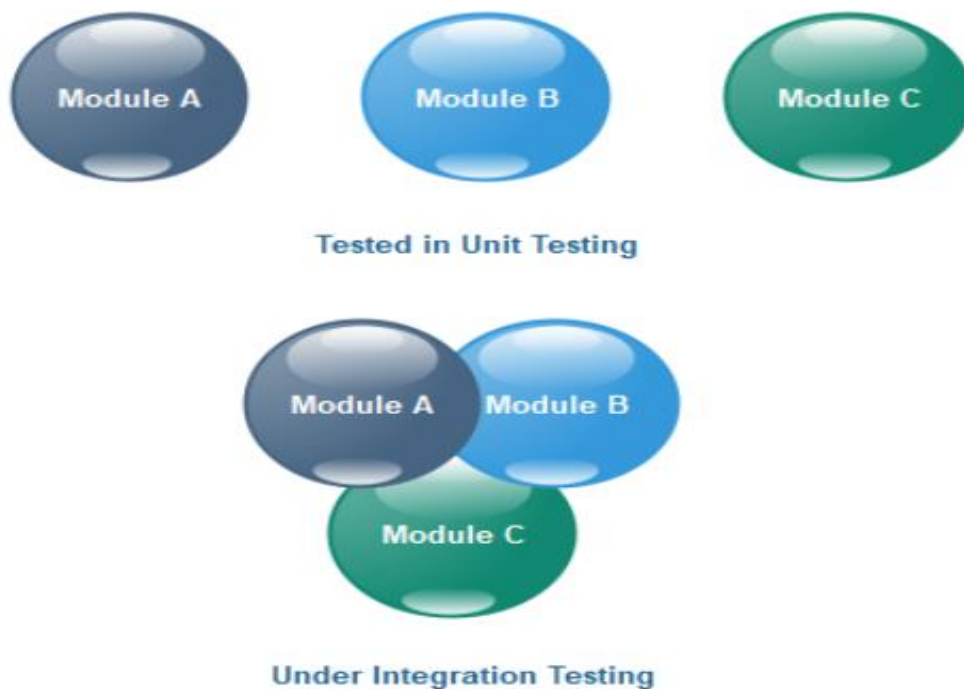 Module A
Module B
Module C
Tested in Unit Testing
Module A
Module B
Module C
Under Integration Testing